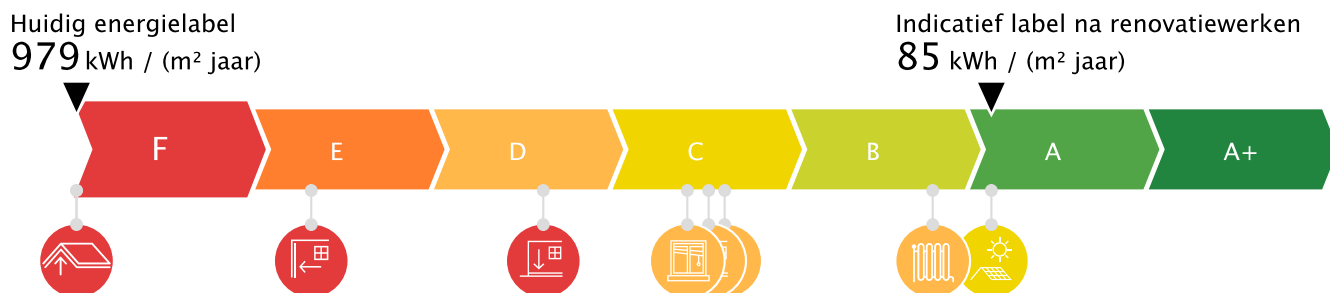 Huidig energielabel
979 kWh / (m² jaar)
Indicatief label na renovatiewerken
85 kWh / (m² jaar)
F E D C B A A+